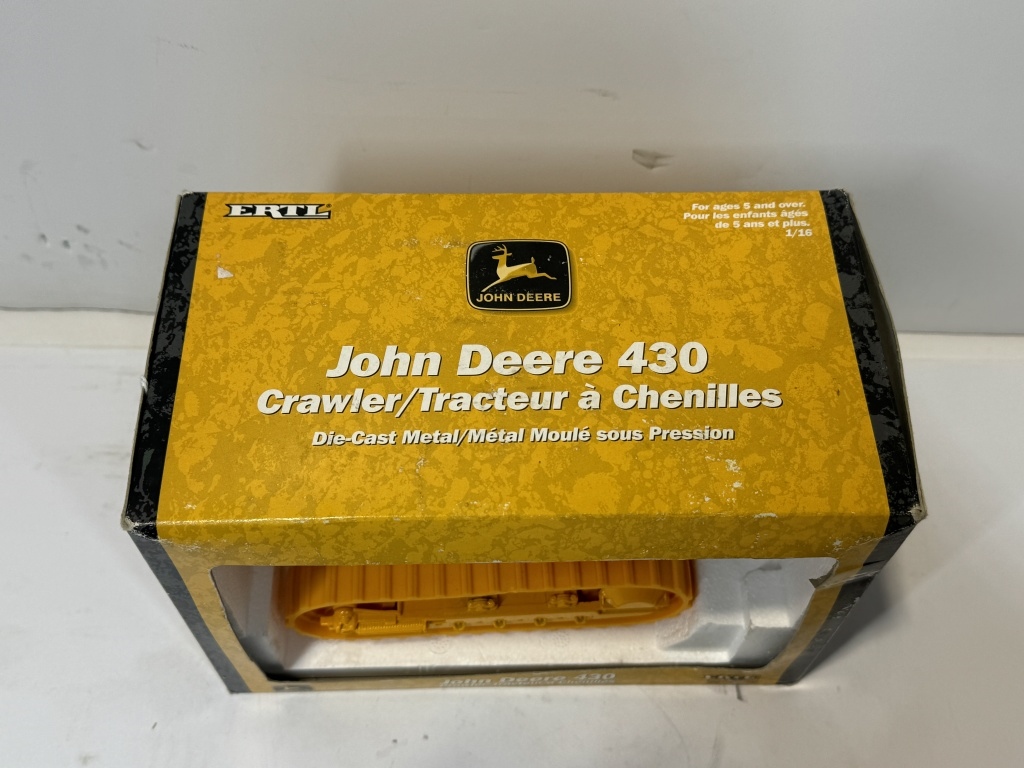 ERTL
For ages 5 and over.
Pour les enfants âgés
de 5 ans et plus.
1/16
JOHN DEERE
John Deere 430
Crawler/Tracteur à Chenilles
Die-Cast Metal/Métal Moulé sous Pression
John Deere 430